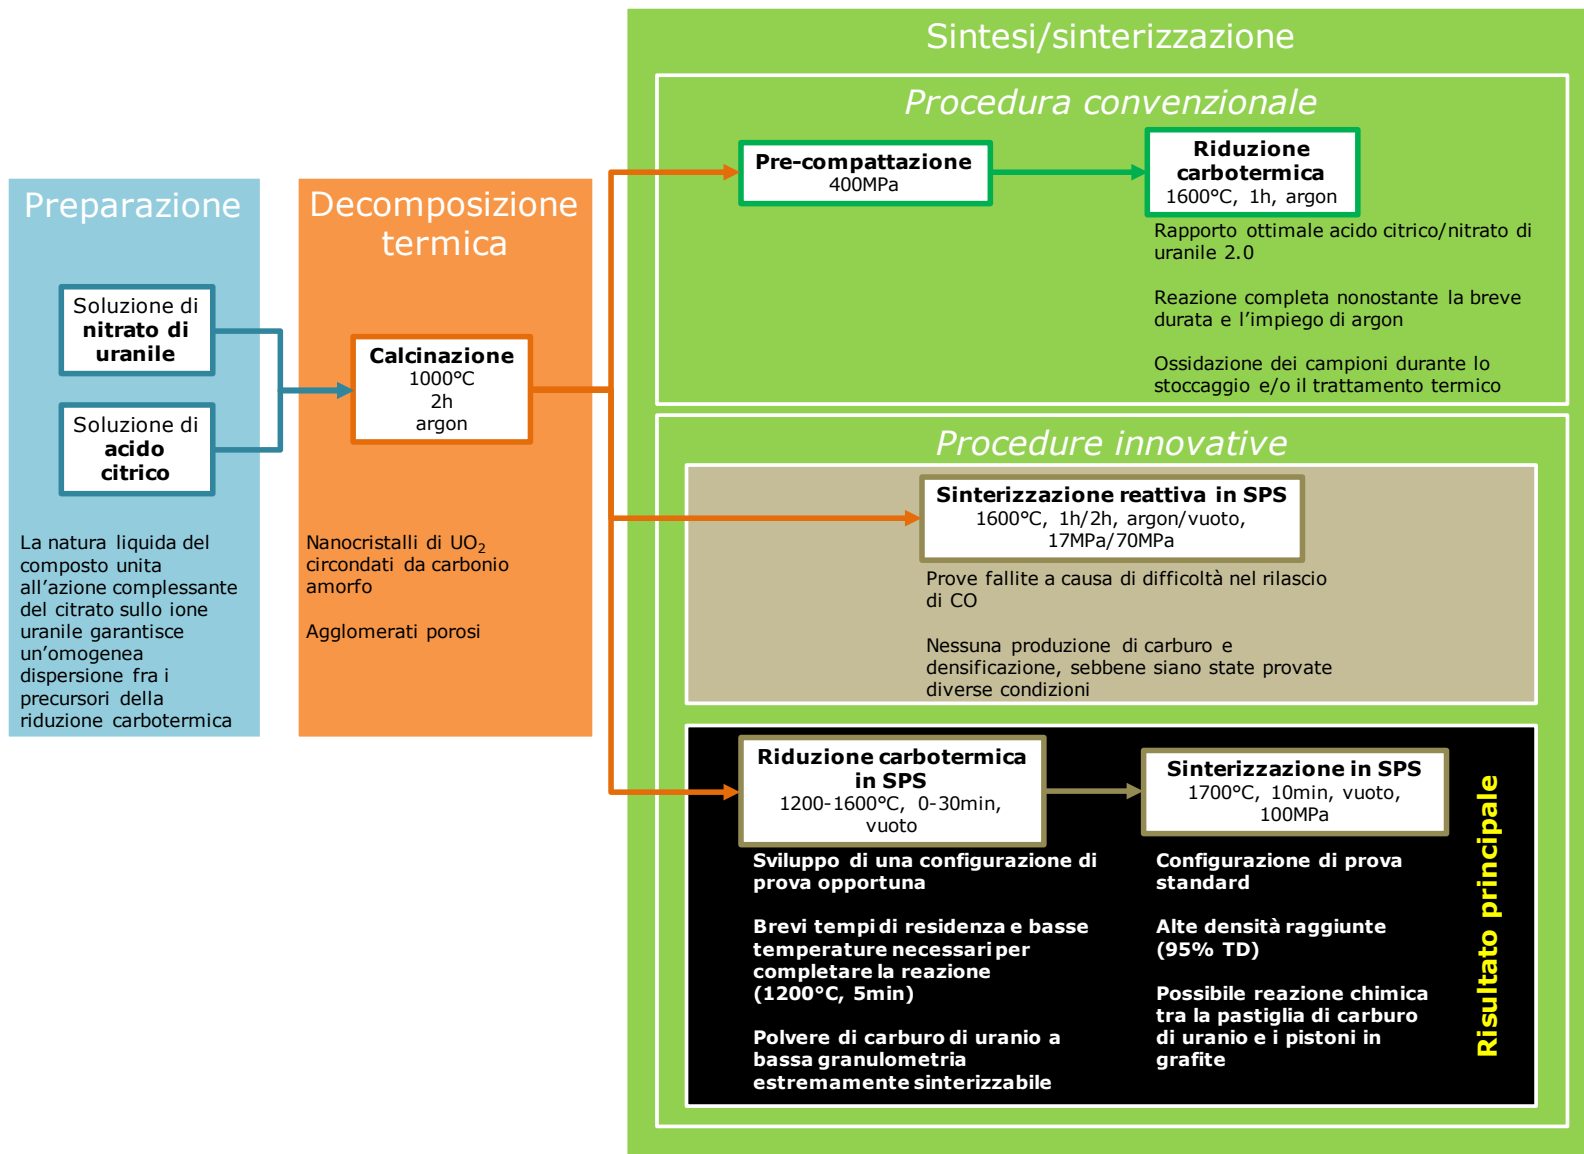 Preparazione
Soluzione di
nitrato di
uranile
Soluzione di
acido
citrico
La natura liquida del
composto unita
all'azione complessante
del citrato sullo ione
uranile garantisce
un'omogenea
dispersione fra i
precursori della
riduzione carbotermica
Decomposizione
termica
Calcinazione
1000°C
2h
argon
Nanocristalli di UO2
circondati da carbonio
amorfo
Agglomerati porosi
Sintesi/sinterizzazione
Procedura convenzionale
Pre-compattazione
400MPa
Riduzione
carbotermica
1600°C, 1h, argon
Rapporto ottimale acido citrico/nitrato di
uranile 2.0
Reazione completa nonostante la breve
durata e l'impiego di argon
Ossidazione dei campioni durante lo
stoccaggio e/o il trattamento termico
Procedure innovative
Sinterizzazione reattiva in SPS
1600°C, 1h/2h, argon/vuoto,
17MPa/70MPa
Prove fallite a causa di difficoltà nel rilascio
di CO
Nessuna produzione di carburo e
densificazione, sebbene siano state provate
diverse condizioni
Riduzione carbotermica
in SPS
1200-1600°C, 0-30min,
vuoto
Sviluppo di una configurazione di
prova opportuna
Brevi tempi di residenza e basse
temperature necessari per
completare la reazione
(1200°C, 5min)
Polvere di carburo di uranio a
bassa granulometria
estremamente sinterizzabile
Sinterizzazione in SPS
1700°C, 10min, vuoto,
100MPa
Configurazione di prova
standard
Alte densità raggiunte
(95% TD)
Possibile reazione chimica
tra la pastiglia di carburo
di uranio e i pistoni in
grafite
Risultato principale